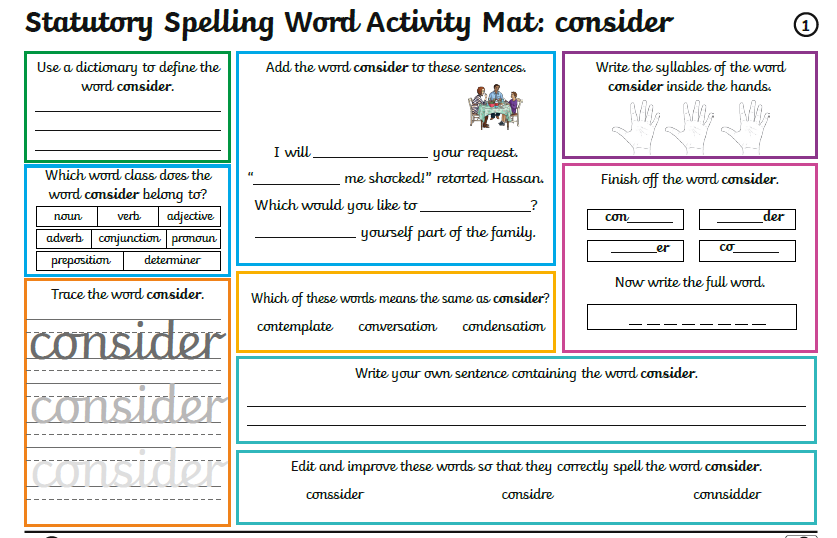 Statutory Spelling Word Activity Mat: consider
1
Use a dictionary to define the
word consider.
Which word class does the
word consider belong to?
noun verb adjective
adverb conjunction pronoun
preposition determiner
Trace the word consider.
consider
consider
consider
Add the word consider to these sentences.
I will ________________ your request.
“____________ me shocked!” retorted Hassan.
Which would you like to ________________?
______________ yourself part of the family.
Which of these words means the same as consider?
contemplate conversation condensation
Write the syllables of the word
consider inside the hands.
Finish off the word consider.
con______ ______der
______er co______
Now write the full word.
_ _ _ _ _ _ _ _
Write your own sentence containing the word consider.
Edit and improve these words so that they correctly spell the word consider.
conssider considre connsidder